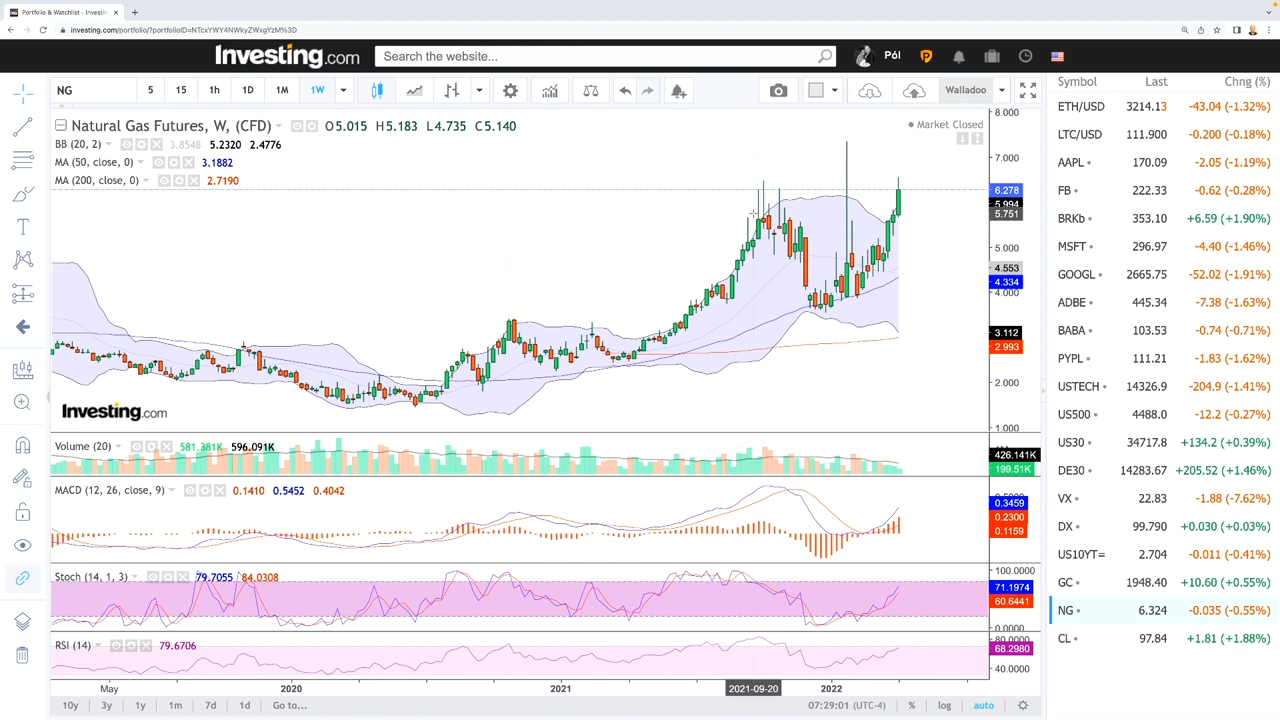 Portfolio & Watchlist - Investing
investing.com/portfolio/?portfolioID=NTcxYWY4NWkyZWxgYzM%3D
Investing.com
Search the website...
Pól
NG
5 15 1h 1D 1M 1W
Walladoo
Natural Gas Futures, W, (CFD)
O5.015 H5.183 L4.735 C5.140
Market Closed
BB (20, 2) 3.8548 5.2320 2.4776
MA (50, close, 0) 3.1882
MA (200, close, 0) 2.7190
8.000
7.000
6.278
5.994
5.751
5.000
4.553
4.334
4.000
3.112
2.993
2.000
1.000
Investing.com
Volume (20) 581.381K 596.091K
426.141K
199.51K
MACD (12, 26, close, 9) 0.1410 0.5452 0.4042
0.3459
0.2300
0.1159
Stoch (14, 1, 3) 79.7055 84.0308
100.0000
71.1974
60.6441
0.0000
RSI (14) 79.6706
80.0000
68.2980
40.0000
May 2020 2021 2021-09-20 2022
10y 3y 1y 1m 7d 1d Go to...
07:29:01 (UTC-4) % log auto
Symbol Last Chng (%)
ETH/USD 3214.13 -43.04 (-1.32%)
LTC/USD 111.900 -0.200 (-0.18%)
AAPL 170.09 -2.05 (-1.19%)
FB 222.33 -0.62 (-0.28%)
BRKb 353.10 +6.59 (+1.90%)
MSFT 296.97 -4.40 (-1.46%)
GOOGL 2665.75 -52.02 (-1.91%)
ADBE 445.34 -7.38 (-1.63%)
BABA 103.53 -0.74 (-0.71%)
PYPL 111.21 -1.83 (-1.62%)
USTECH 14326.9 -204.9 (-1.41%)
US500 4488.0 -12.2 (-0.27%)
US30 34717.8 +134.2 (+0.39%)
DE30 14283.67 +205.52 (+1.46%)
VX 22.83 -1.88 (-7.62%)
DX 99.790 +0.030 (+0.03%)
US10YT= 2.704 -0.011 (-0.41%)
GC 1948.40 +10.60 (+0.55%)
NG 6.324 -0.035 (-0.55%)
CL 97.84 +1.81 (+1.88%)